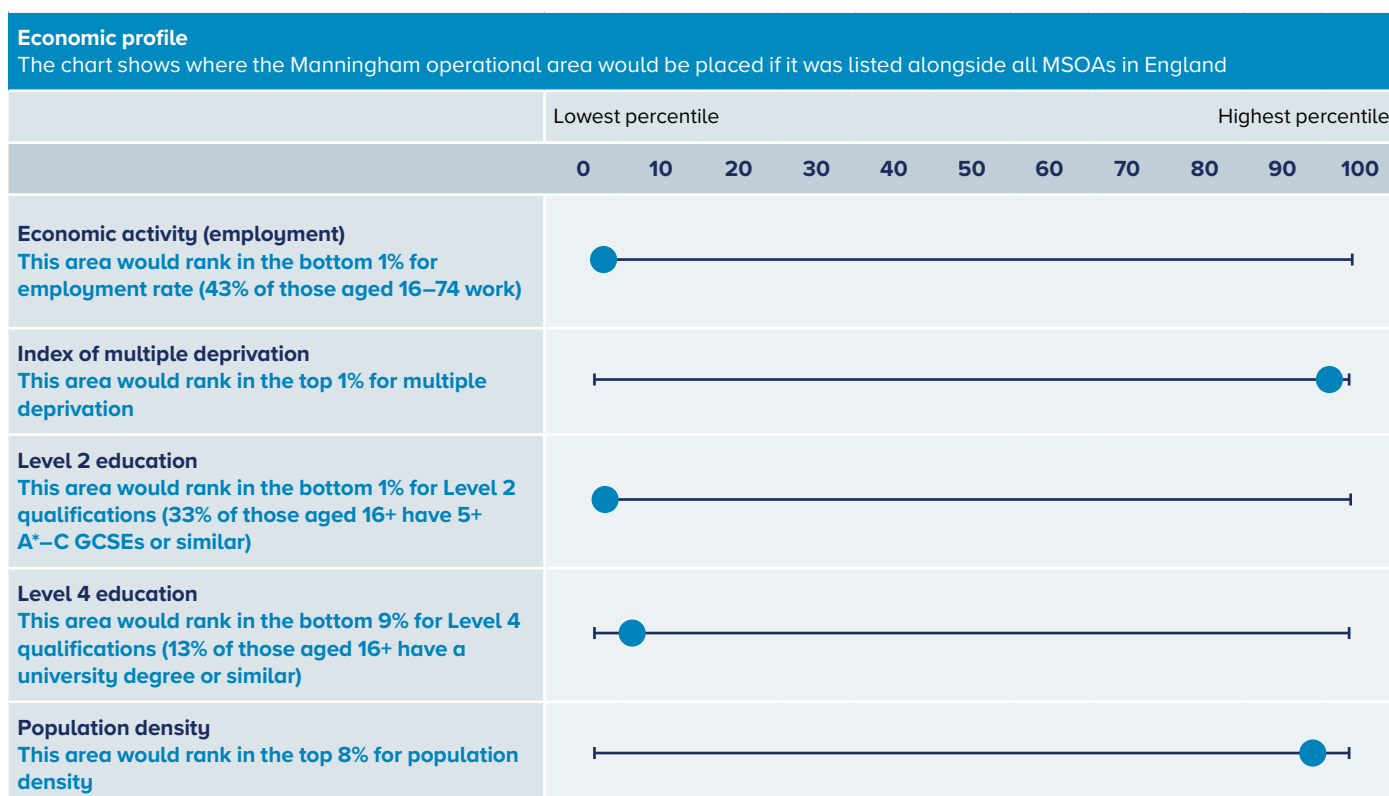 Economic profile
The chart shows where the Manningham operational area would be placed if it was listed alongside all MSOAs in England
Lowest percentile Highest percentile
0 10 20 30 40 50 60 70 80 90 100
Economic activity (employment)
This area would rank in the bottom 1% for
employment rate (43% of those aged 16–74 work)
Index of multiple deprivation
This area would rank in the top 1% for multiple
deprivation
Level 2 education
This area would rank in the bottom 1% for Level 2
qualifications (33% of those aged 16+ have 5+
A*–C GCSEs or similar)
Level 4 education
This area would rank in the bottom 9% for Level 4
qualifications (13% of those aged 16+ have a
university degree or similar)
Population density
This area would rank in the top 8% for population
density